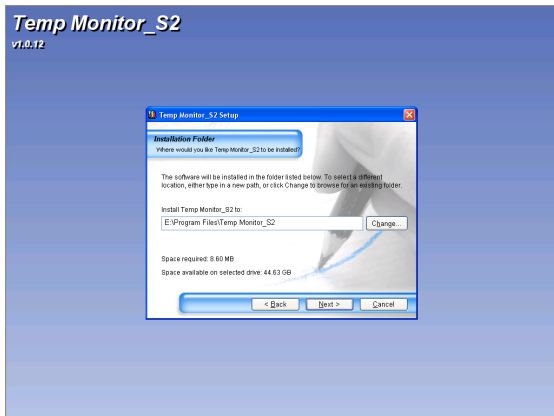 Temp Monitor_S2
v1.0.12
Temp Monitor_S2 Setup
Installation Folder
Where would you like Temp Monitor_S2 to be installed?
The software will be installed in the folder listed below. To select a different
location, either type in a new path, or click Change to browse for an existing folder.
Install Temp Monitor_S2 to:
E:\Program Files\Temp Monitor_S2
Change...
Space required: 8.60 MB
Space available on selected drive: 44.63 GB
< Back Next > Cancel